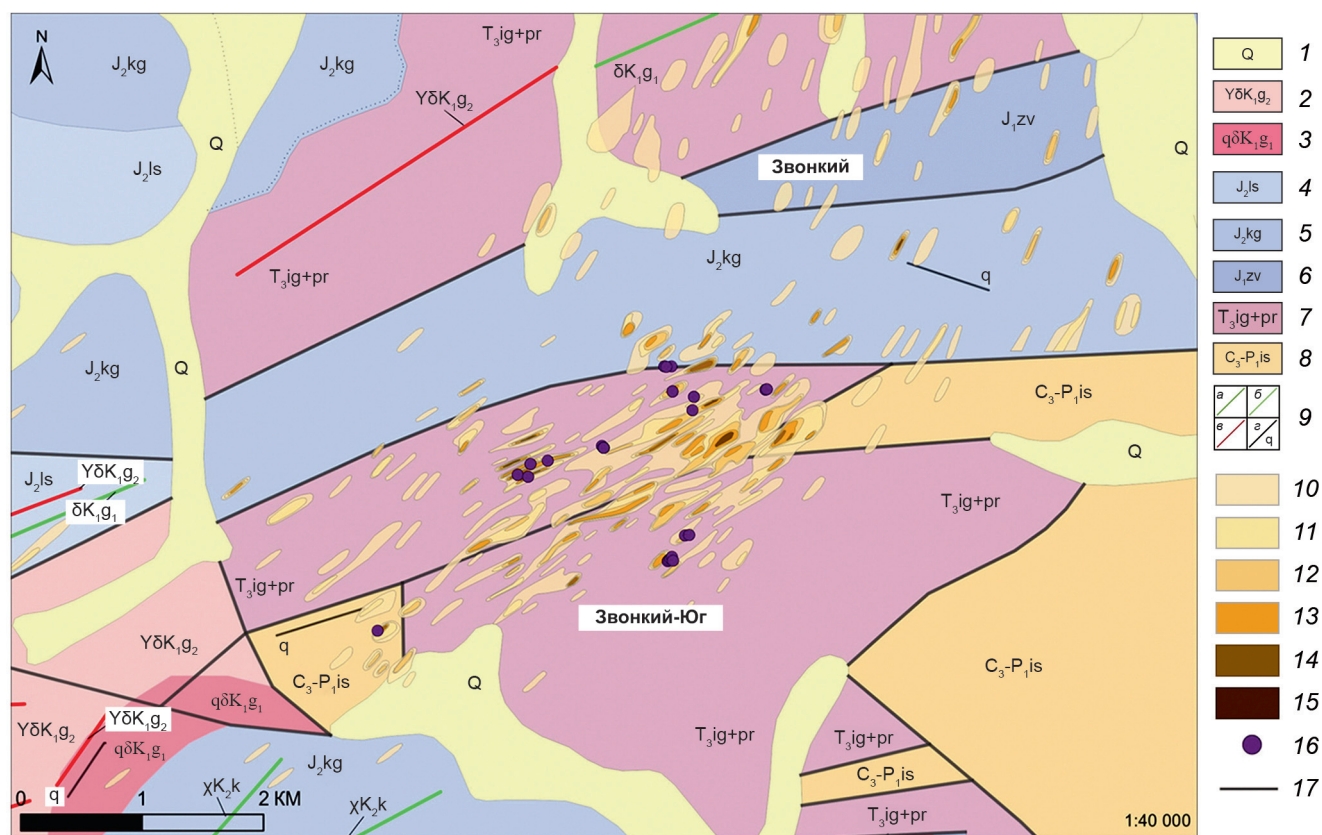 N
J₂kg
J₂kg
T₃ig+pr
δK₁g₁
YδK₁g₂
Q
J₂ls
J₁zv
Звонкий
Q
T₃ig+pr
J₂kg
q
J₂kg
Q
C₃-P₁is
Q
J₂ls
YδK₁g₂
δK₁g₁
T₃ig+pr
T₃ig+pr
Звонкий-Юг
q
YδK₁g₂
C₃-P₁is
Q
C₃-P₁is
qδK₁g₁
YδK₁g₂
YδK₁g₂
qδK₁g₁
T₃ig+pr
T₃ig+pr
C₃-P₁is
J₂kg
q
χK₂k
χK₂k
T₃ig+pr
0 1 2 КМ
1:40 000
Q 1
YδK₁g₂ 2
qδK₁g₁ 3
J₂ls 4
J₂kg 5
J₁zv 6
T₃ig+pr 7
C₃-P₁is 8
а б
в г q
9
10
11
12
13
14
15
16
17